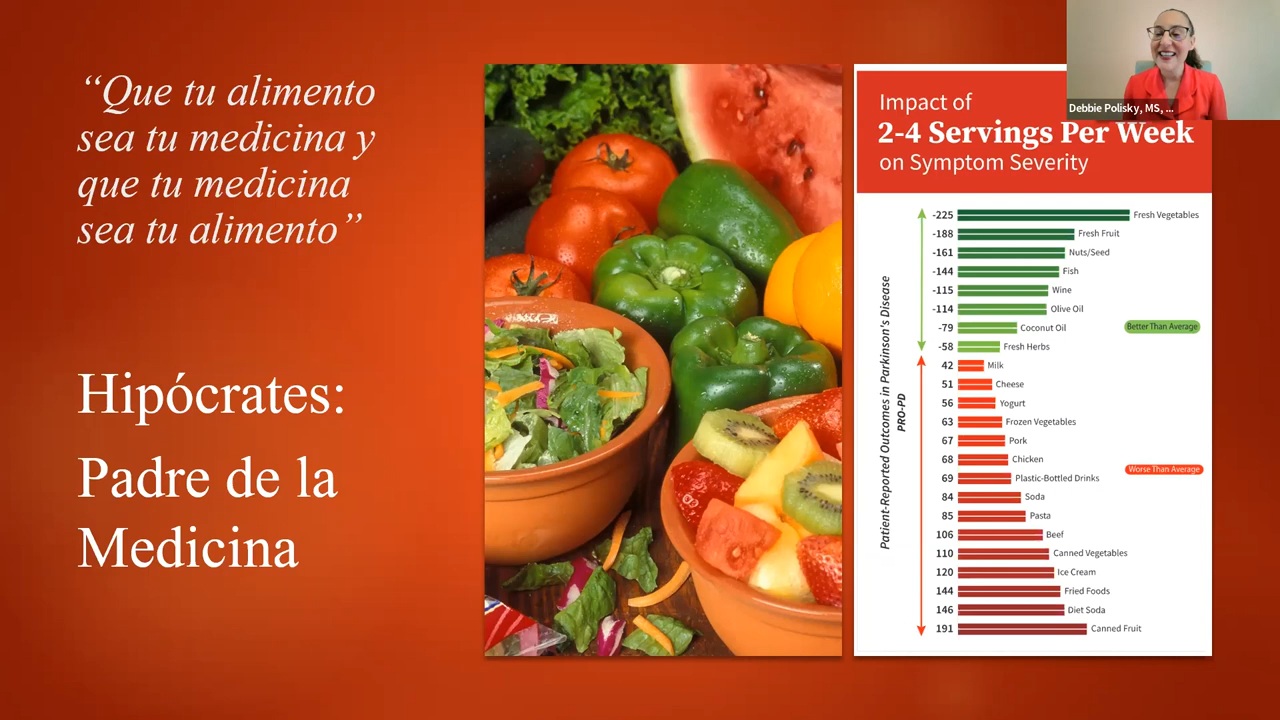 “Que tu alimento
sea tu medicina y
que tu medicina
sea tu alimento”
Hipócrates:
Padre de la
Medicina
Impact of
2-4 Servings Per Week
on Symptom Severity
Patient-Reported Outcomes in Parkinson's Disease
PRO-PD
-225 Fresh Vegetables
-188 Fresh Fruit
-161 Nuts/Seed
-144 Fish
-115 Wine
-114 Olive Oil
-79 Coconut Oil
-58 Fresh Herbs
Better Than Average
42 Milk
51 Cheese
56 Yogurt
63 Frozen Vegetables
67 Pork
68 Chicken
69 Plastic-Bottled Drinks
84 Soda
85 Pasta
106 Beef
110 Canned Vegetables
120 Ice Cream
144 Fried Foods
146 Diet Soda
191 Canned Fruit
Worse Than Average
Debbie Polisky, MS, ...